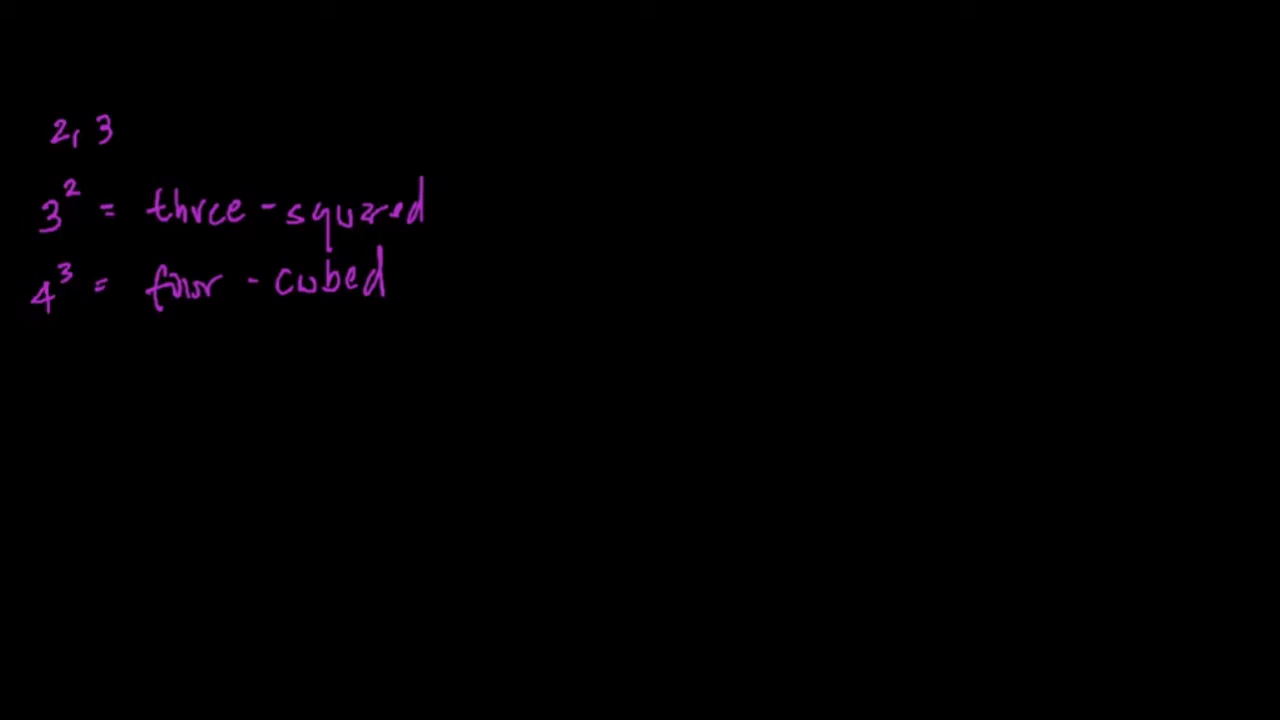 2, 3
3² = three - squared
4³ = four - cubed